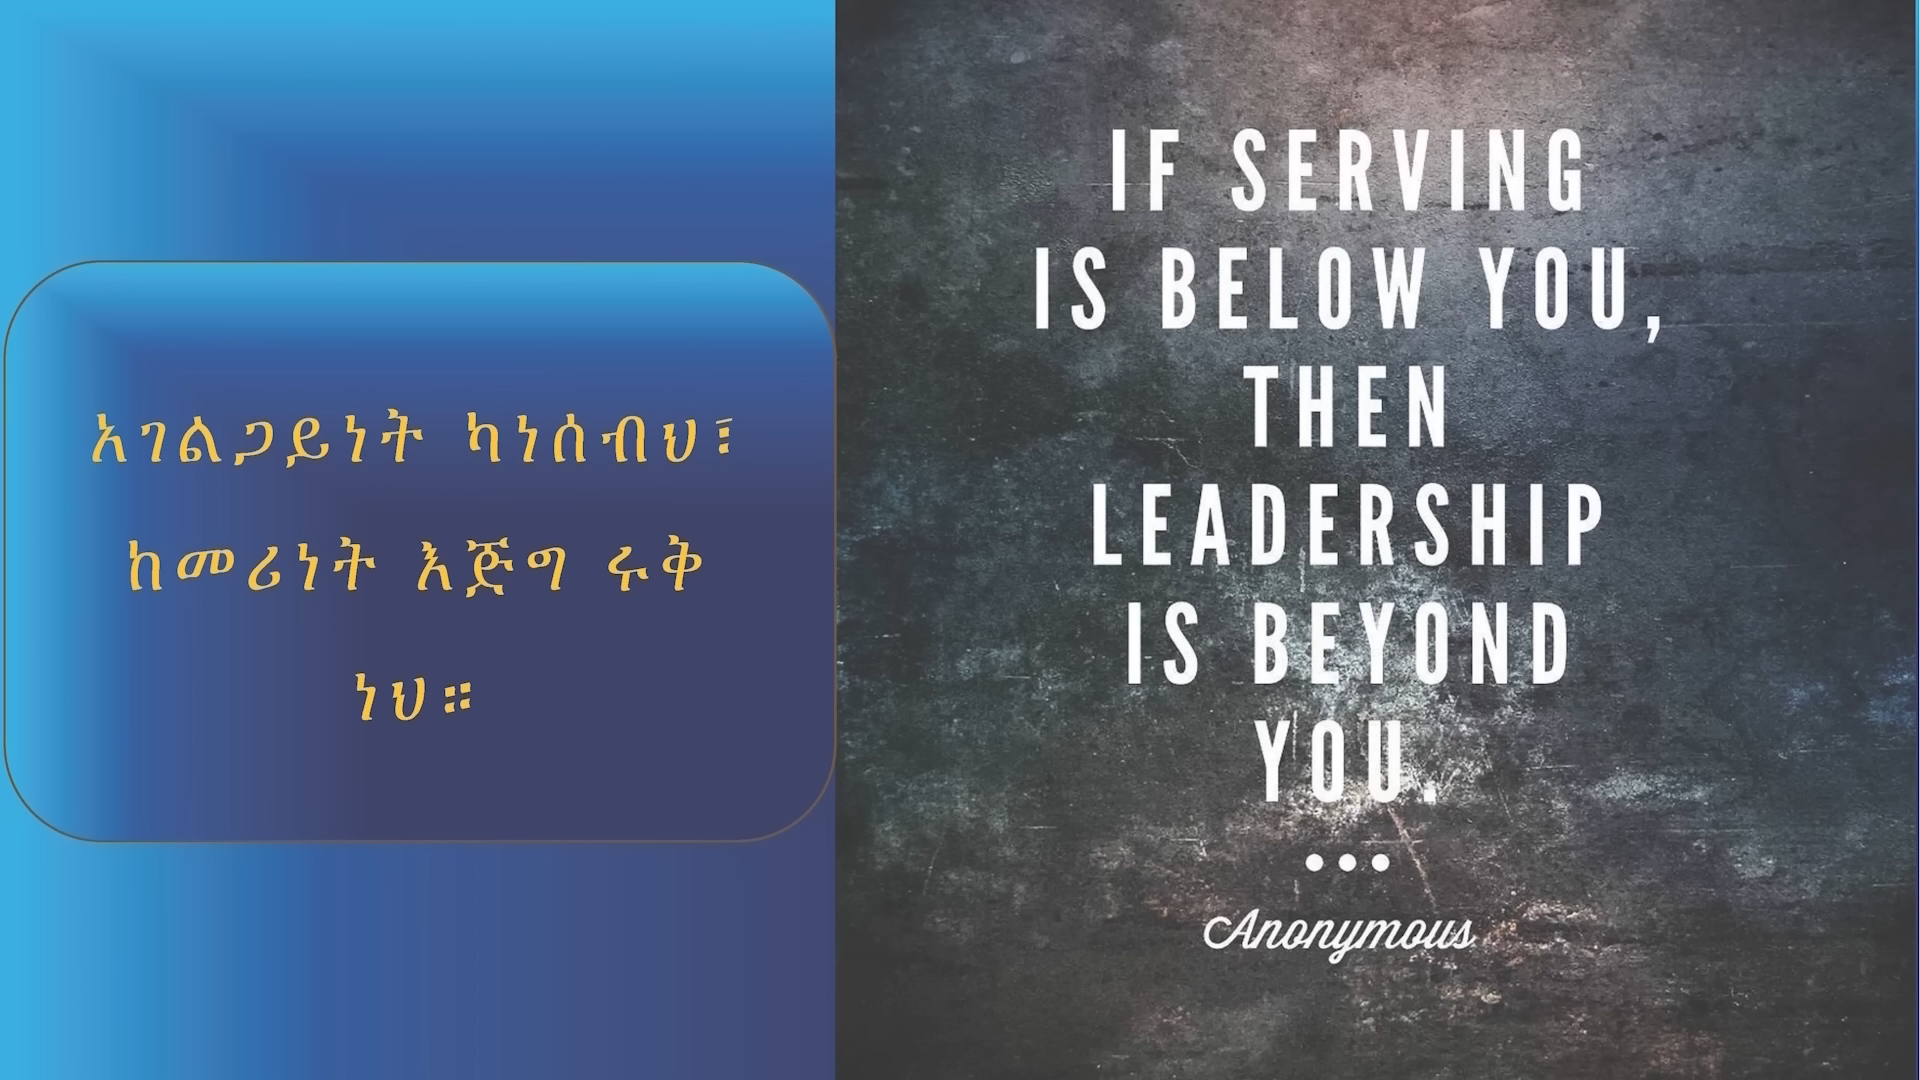 አገልጋይነት ካነሰብህ፣
ከመሪነት እጅግ ሩቅ
ነህ።
IF SERVING
IS BELOW YOU,
THEN
LEADERSHIP
IS BEYOND
YOU.
•••
Anonymous